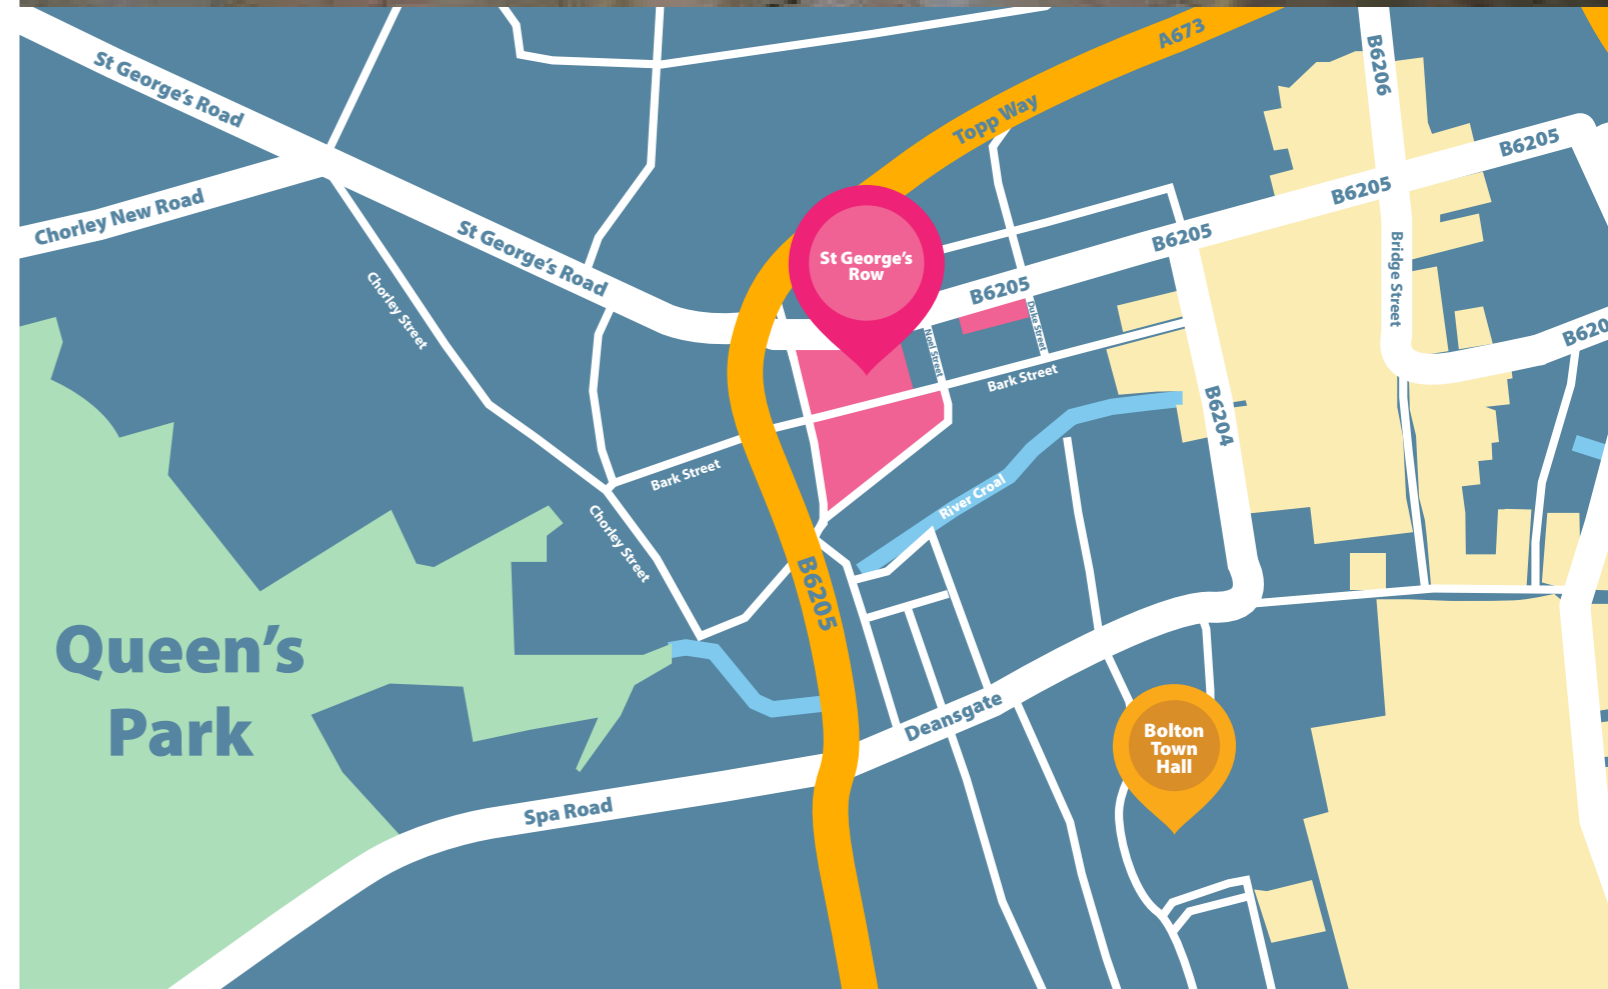 A673
B6206
St George's Road
Topp Way
B6205
B6205
Chorley New Road
St George's Road
B6205
St George's
Row
Bridge Street
B6205
Chorley Street
Duke Street
Noel Street
B620
Bark Street
B6204
Bark Street
River Croal
Chorley Street
B6205
Queen's
Park
Deansgate
Bolton
Town
Hall
Spa Road